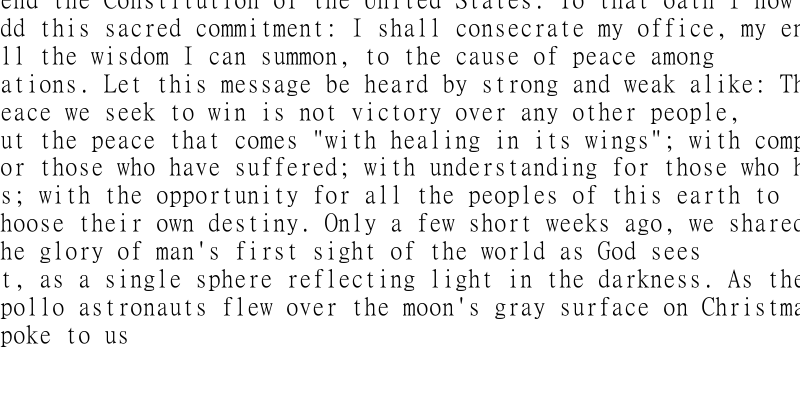 end the Constitution of the United States. To that oath I now
dd this sacred commitment: I shall consecrate my office, my en
ll the wisdom I can summon, to the cause of peace among
ations. Let this message be heard by strong and weak alike: Th
eace we seek to win is not victory over any other people,
ut the peace that comes "with healing in its wings"; with comp
or those who have suffered; with understanding for those who h
s; with the opportunity for all the peoples of this earth to
hoose their own destiny. Only a few short weeks ago, we shared
he glory of man's first sight of the world as God sees
t, as a single sphere reflecting light in the darkness. As the
pollo astronauts flew over the moon's gray surface on Christma
poke to us